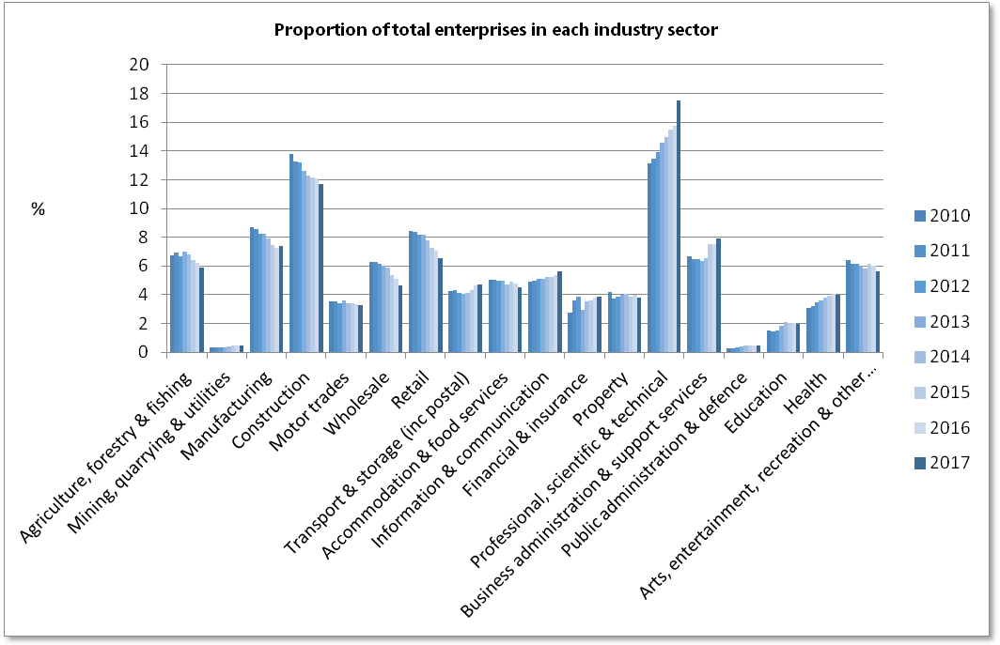 Proportion of total enterprises in each industry sector
20
18
16
14
12
10
8
6
4
2
0
%
Agriculture, forestry & fishing
Mining, quarrying & utilities
Manufacturing
Construction
Motor trades
Wholesale
Retail
Transport & storage (inc postal)
Accommodation & food services
Information & communication
Financial & insurance
Property
Professional, scientific & technical
Business administration & support services
Public administration & defence
Education
Health
Arts, entertainment, recreation & other...
2010
2011
2012
2013
2014
2015
2016
2017